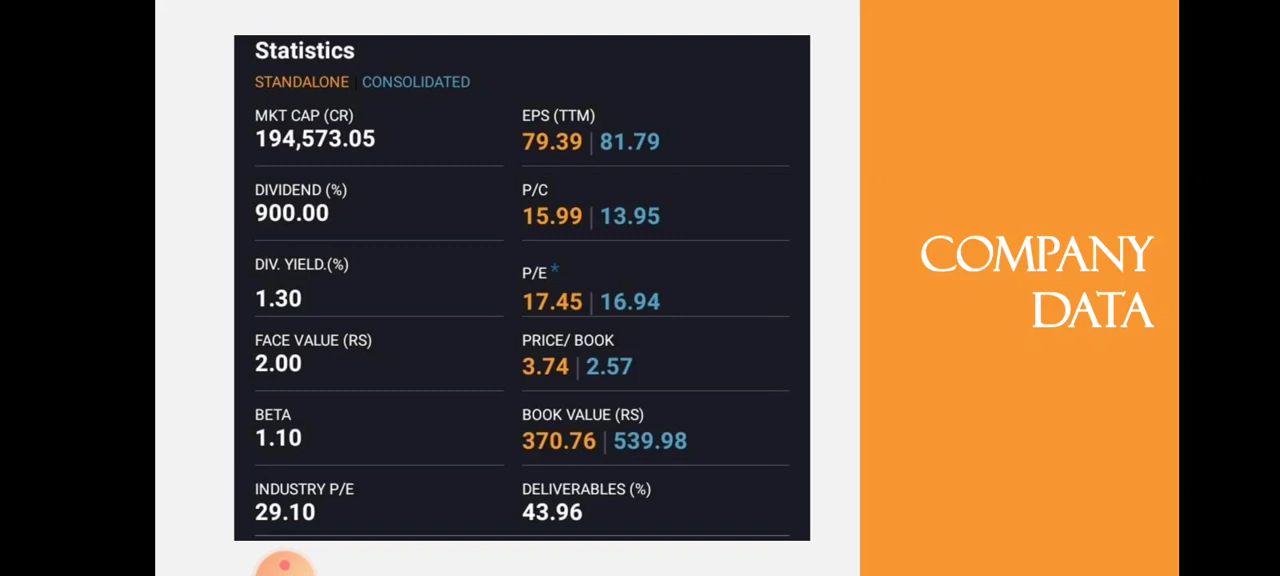 Statistics
STANDALONE | CONSOLIDATED
MKT CAP (CR)
194,573.05
EPS (TTM)
79.39 | 81.79
DIVIDEND (%)
900.00
P/C
15.99 | 13.95
DIV. YIELD.(%)
1.30
P/E *
17.45 | 16.94
FACE VALUE (RS)
2.00
PRICE/ BOOK
3.74 | 2.57
BETA
1.10
BOOK VALUE (RS)
370.76 | 539.98
INDUSTRY P/E
29.10
DELIVERABLES (%)
43.96
COMPANY
DATA